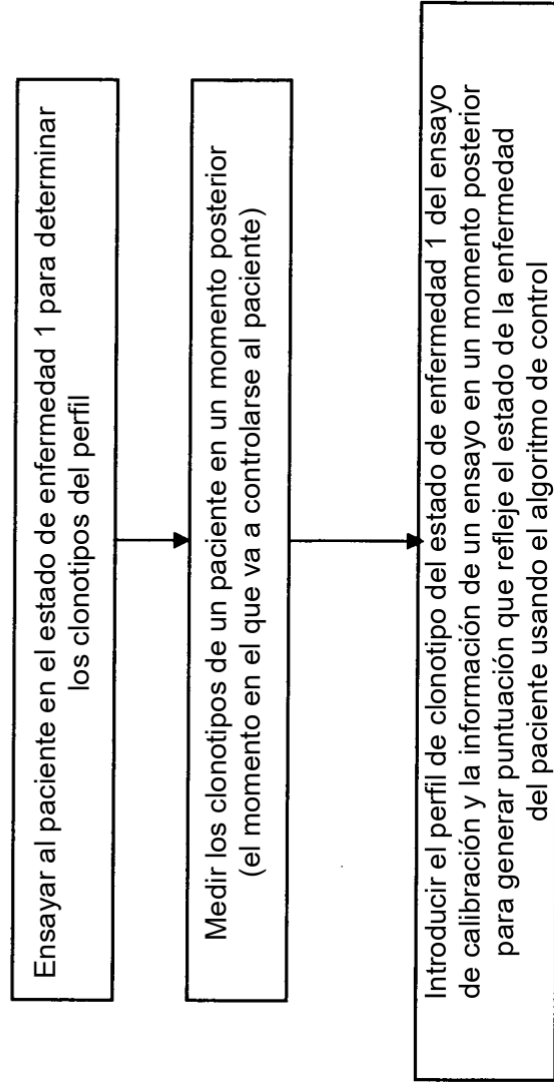 Ensayar al paciente en el estado de enfermedad 1 para determinar
los clonotipos del perfil
Medir los clonotipos de un paciente en un momento posterior
(el momento en el que va a controlarse al paciente)
Introducir el perfil de clonotipo del estado de enfermedad 1 del ensayo
de calibración y la información de un ensayo en un momento posterior
para generar puntuación que refleje el estado de la enfermedad
del paciente usando el algoritmo de control